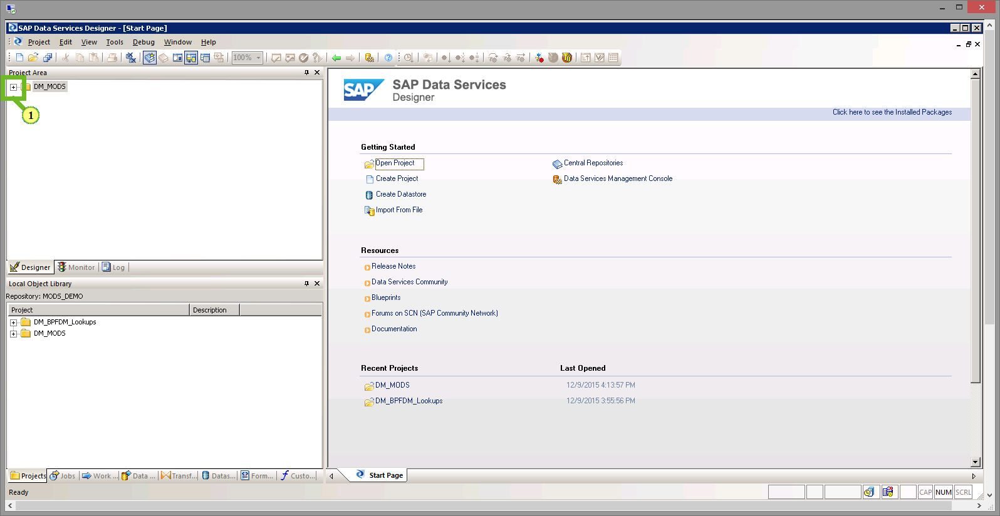 SAP Data Services Designer - [Start Page]
Project Edit View Tools Debug Window Help
100%
Project Area
DM_MODS
1
Designer Monitor Log
Local Object Library
Repository: MODS_DEMO
Project Description
DM_BPFDM_Lookups
DM_MODS
Projects Jobs Work ... Data ... Transf... Datas... Form... Custo...
SAP
SAP Data Services
Designer
Click here to see the Installed Packages
Getting Started
Open Project Central Repositories
Create Project Data Services Management Console
Create Datastore
Import From File
Resources
Release Notes
Data Services Community
Blueprints
Forums on SCN (SAP Community Network)
Documentation
Recent Projects Last Opened
DM_MODS 12/9/2015 4:13:57 PM
DM_BPFDM_Lookups 12/9/2015 3:55:56 PM
Start Page
Ready CAP NUM SCRL